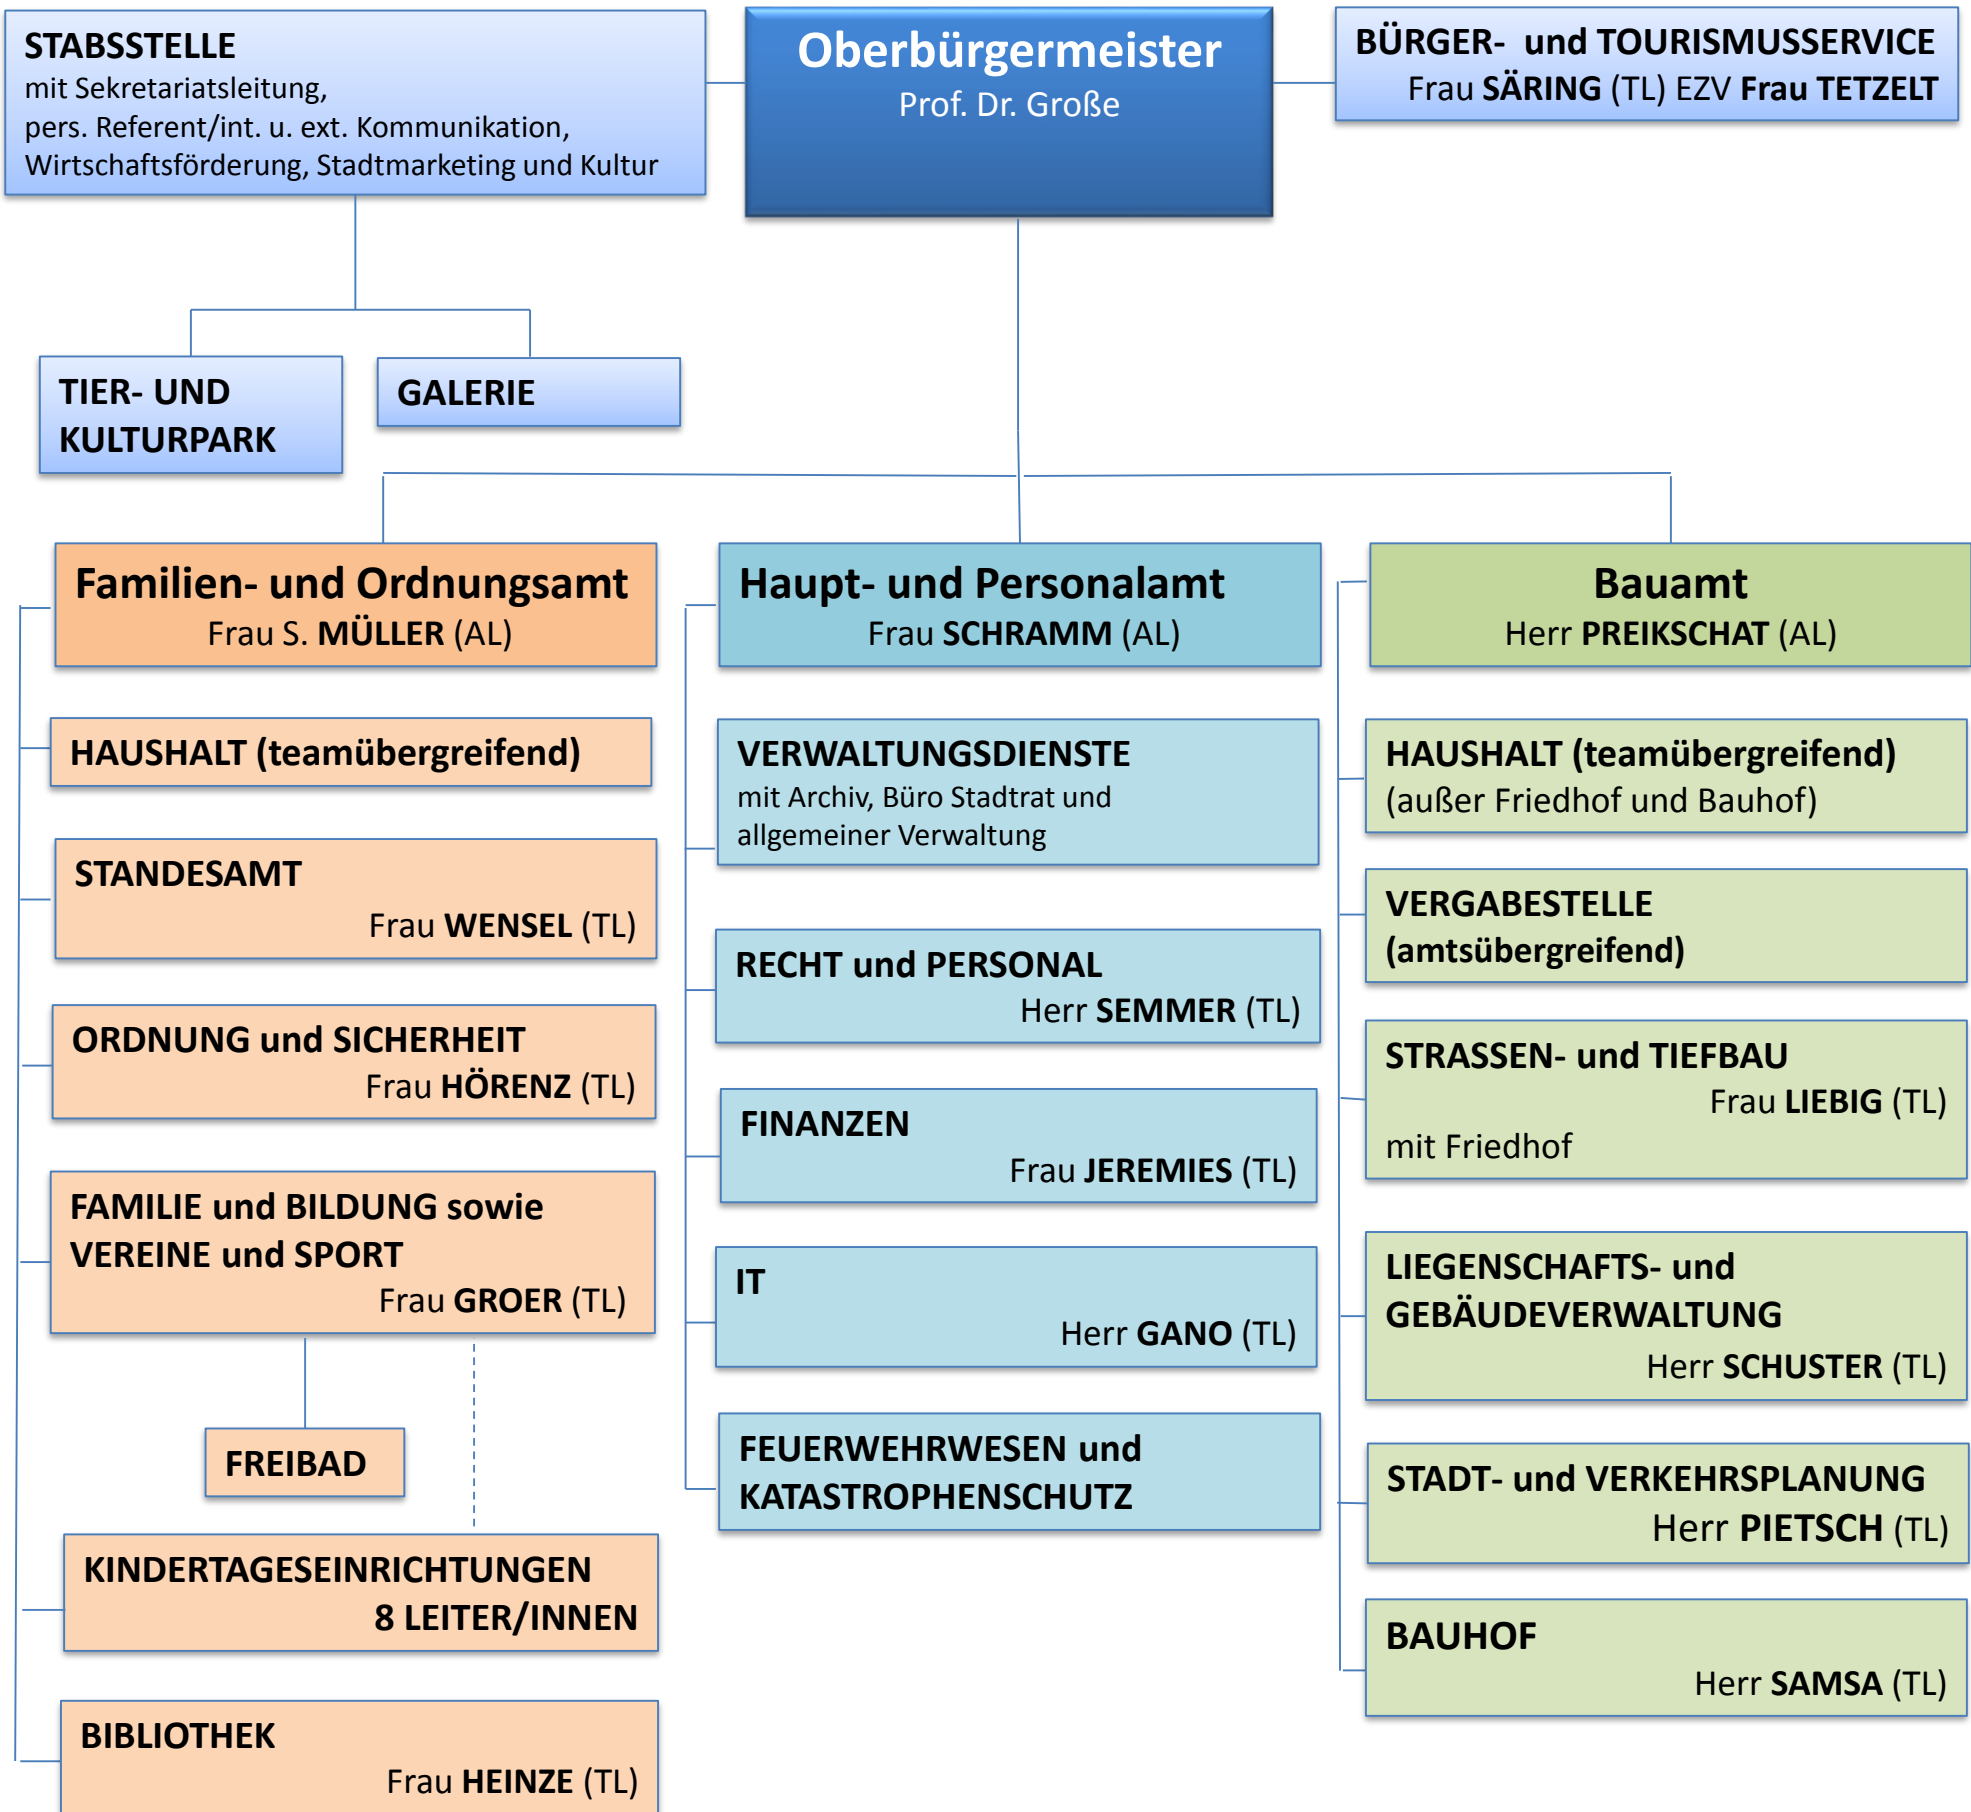 STABSSTELLE
mit Sekretariatsleitung,
pers. Referent/int. u. ext. Kommunikation,
Wirtschaftsförderung, Stadtmarketing und Kultur
Oberbürgermeister
Prof. Dr. Große
BÜRGER- und TOURISMUSSERVICE
Frau SÄRING (TL) EZV Frau TETZELT
TIER- UND
KULTURPARK
GALERIE
Familien- und Ordnungsamt
Frau S. MÜLLER (AL)
HAUSHALT (teamübergreifend)
STANDESAMT
Frau WENSEL (TL)
ORDNUNG und SICHERHEIT
Frau HÖRENZ (TL)
FAMILIE und BILDUNG sowie
VEREINE und SPORT
Frau GROER (TL)
FREIBAD
KINDERTAGESEINRICHTUNGEN
8 LEITER/INNEN
BIBLIOTHEK
Frau HEINZE (TL)
Haupt- und Personalamt
Frau SCHRAMM (AL)
VERWALTUNGSDIENSTE
mit Archiv, Büro Stadtrat und
allgemeiner Verwaltung
RECHT und PERSONAL
Herr SEMMER (TL)
FINANZEN
Frau JEREMIES (TL)
IT
Herr GANO (TL)
FEUERWEHRWESEN und
KATASTROPHENSCHUTZ
Bauamt
Herr PREIKSCHAT (AL)
HAUSHALT (teamübergreifend)
(außer Friedhof und Bauhof)
VERGABESTELLE
(amtsübergreifend)
STRASSEN- und TIEFBAU
Frau LIEBIG (TL)
mit Friedhof
LIEGENSCHAFTS- und
GEBÄUDEVERWALTUNG
Herr SCHUSTER (TL)
STADT- und VERKEHRSPLANUNG
Herr PIETSCH (TL)
BAUHOF
Herr SAMSA (TL)